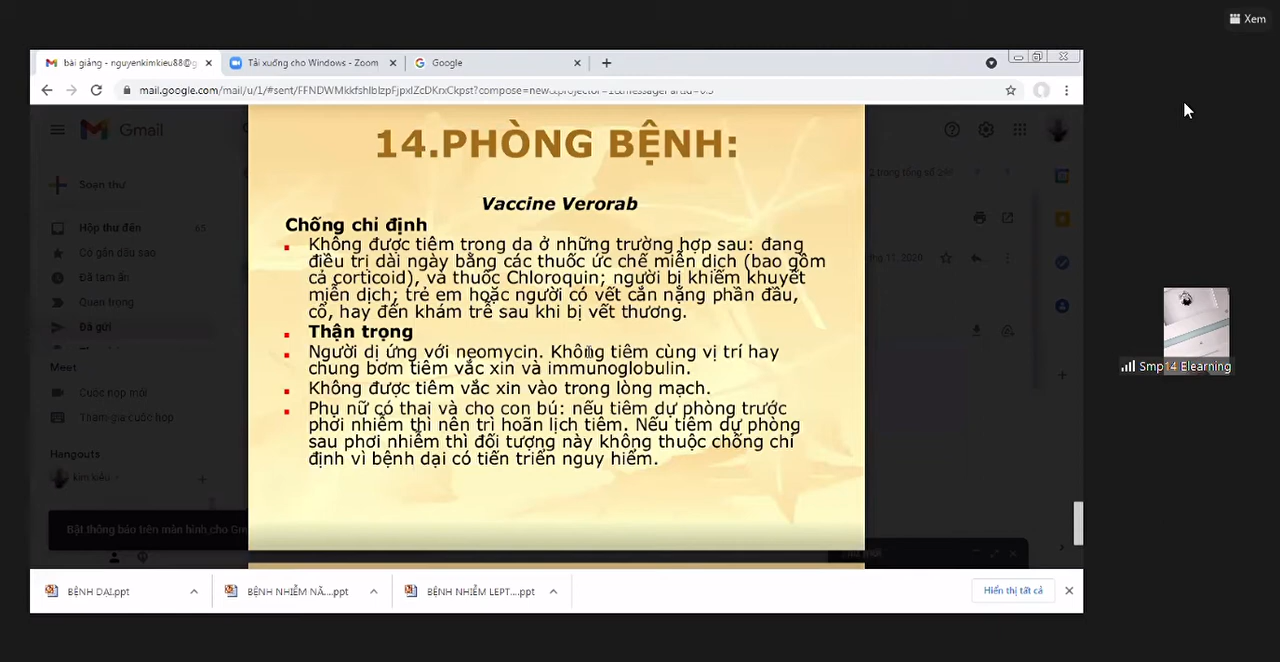 Xem
bài giảng - nguyenkimkieu88@g
Tải xuống cho Windows - Zoom
Google
Gmail
Soạn thư
Hộp thư đến 65
Có gắn dấu sao
Đã tạm ẩn
Quan trọng
Đã gửi
Meet
Cuộc họp mới
Tham gia cuộc họp
Hangouts
kim kiều
Bật thông báo trên màn hình cho Gm
14.PHÒNG BỆNH:
Vaccine Verorab
Chống chỉ định
Không được tiêm trong da ở những trường hợp sau: đang
điều trị dài ngày bằng các thuốc ức chế miễn dịch (bao gồm
cả corticoid), và thuốc Chloroquin; người bị khiếm khuyết
miễn dịch; trẻ em hoặc người có vết cắn nặng phần đầu,
cổ, hay đến khám trễ sau khi bị vết thương.
Thận trọng
Người dị ứng với neomycin. Không tiêm cùng vị trí hay
chung bơm tiêm vắc xin và immunoglobulin.
Không được tiêm vắc xin vào trong lòng mạch.
Phụ nữ có thai và cho con bú: nếu tiêm dự phòng trước
phơi nhiễm thì nên trì hoãn lịch tiêm. Nếu tiêm dự phòng
sau phơi nhiễm thì đối tượng này không thuộc chống chỉ
định vì bệnh dại có tiến triển nguy hiểm.
Smp14 Elearning
BỆNH DẠI.ppt
BỆNH NHIỄM NÃ....ppt
BỆNH NHIỄM LEPT....ppt
Hiển thị tất cả